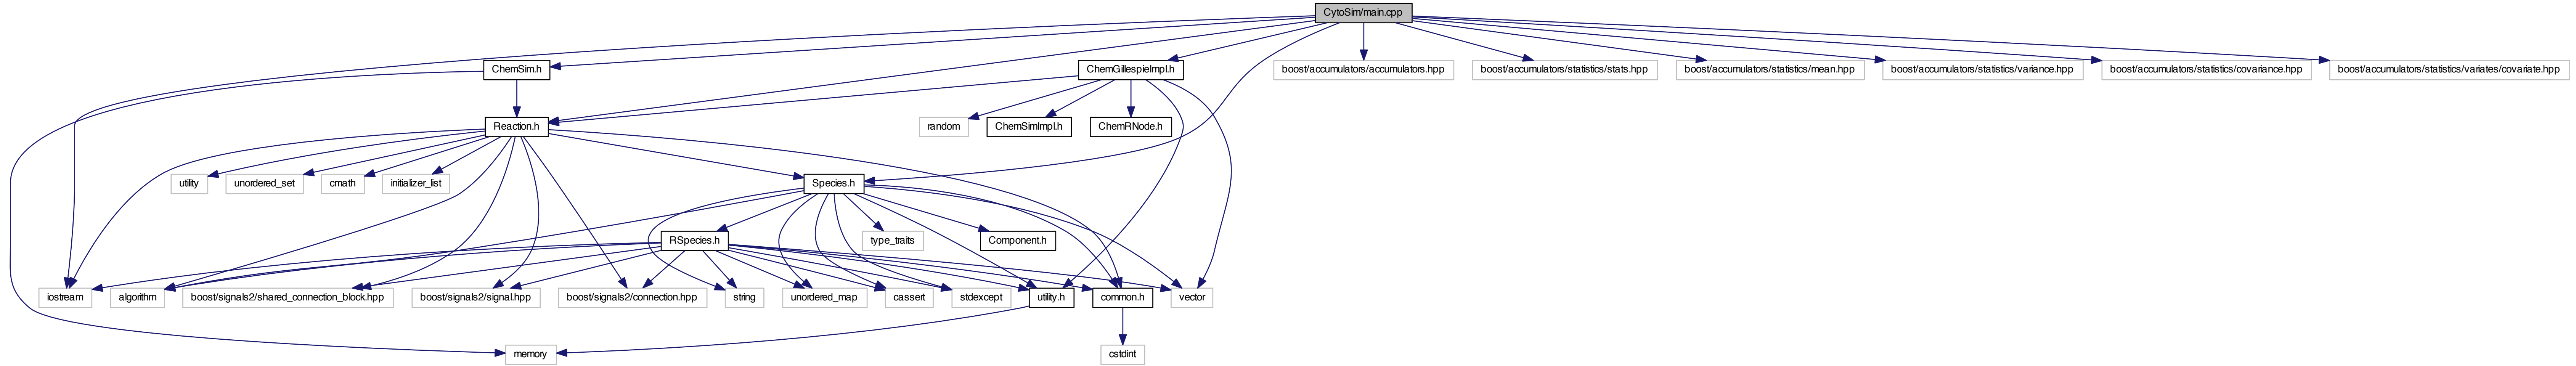 CytoSim/main.cpp
ChemSim.h
ChemGillespieImpl.h
boost/accumulators/accumulators.hpp
boost/accumulators/statistics/stats.hpp
boost/accumulators/statistics/mean.hpp
boost/accumulators/statistics/variance.hpp
boost/accumulators/statistics/covariance.hpp
boost/accumulators/statistics/variates/covariate.hpp
Reaction.h
random
ChemSimImpl.h
ChemRNode.h
utility
unordered_set
cmath
initializer_list
Species.h
RSpecies.h
type_traits
Component.h
iostream
algorithm
boost/signals2/shared_connection_block.hpp
boost/signals2/signal.hpp
boost/signals2/connection.hpp
string
unordered_map
cassert
stdexcept
utility.h
common.h
vector
memory
cstdint